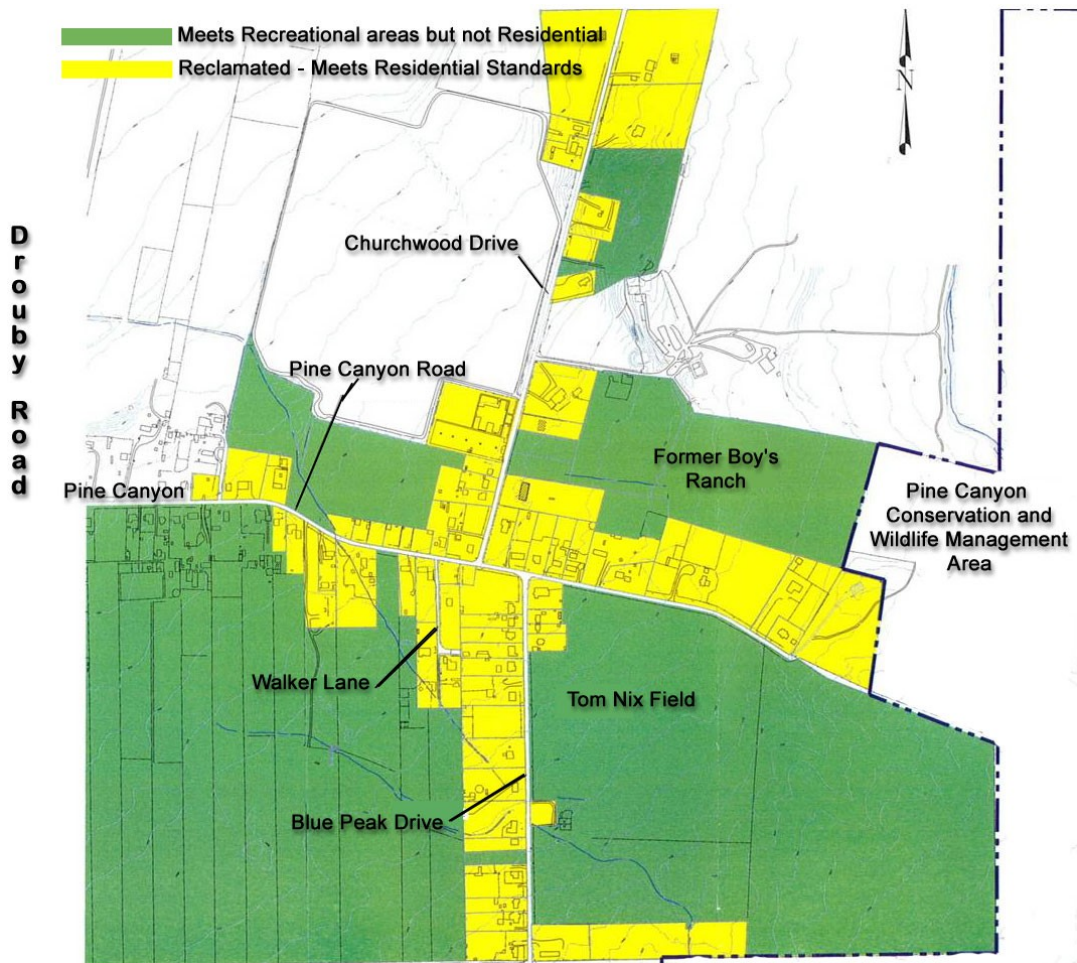 Meets Recreational areas but not Residential
Reclamated - Meets Residential Standards
N
Drouby Road
Churchwood Drive
Pine Canyon Road
Pine Canyon
Former Boy's
Ranch
Pine Canyon
Conservation and
Wildlife Management
Area
Walker Lane
Tom Nix Field
Blue Peak Drive